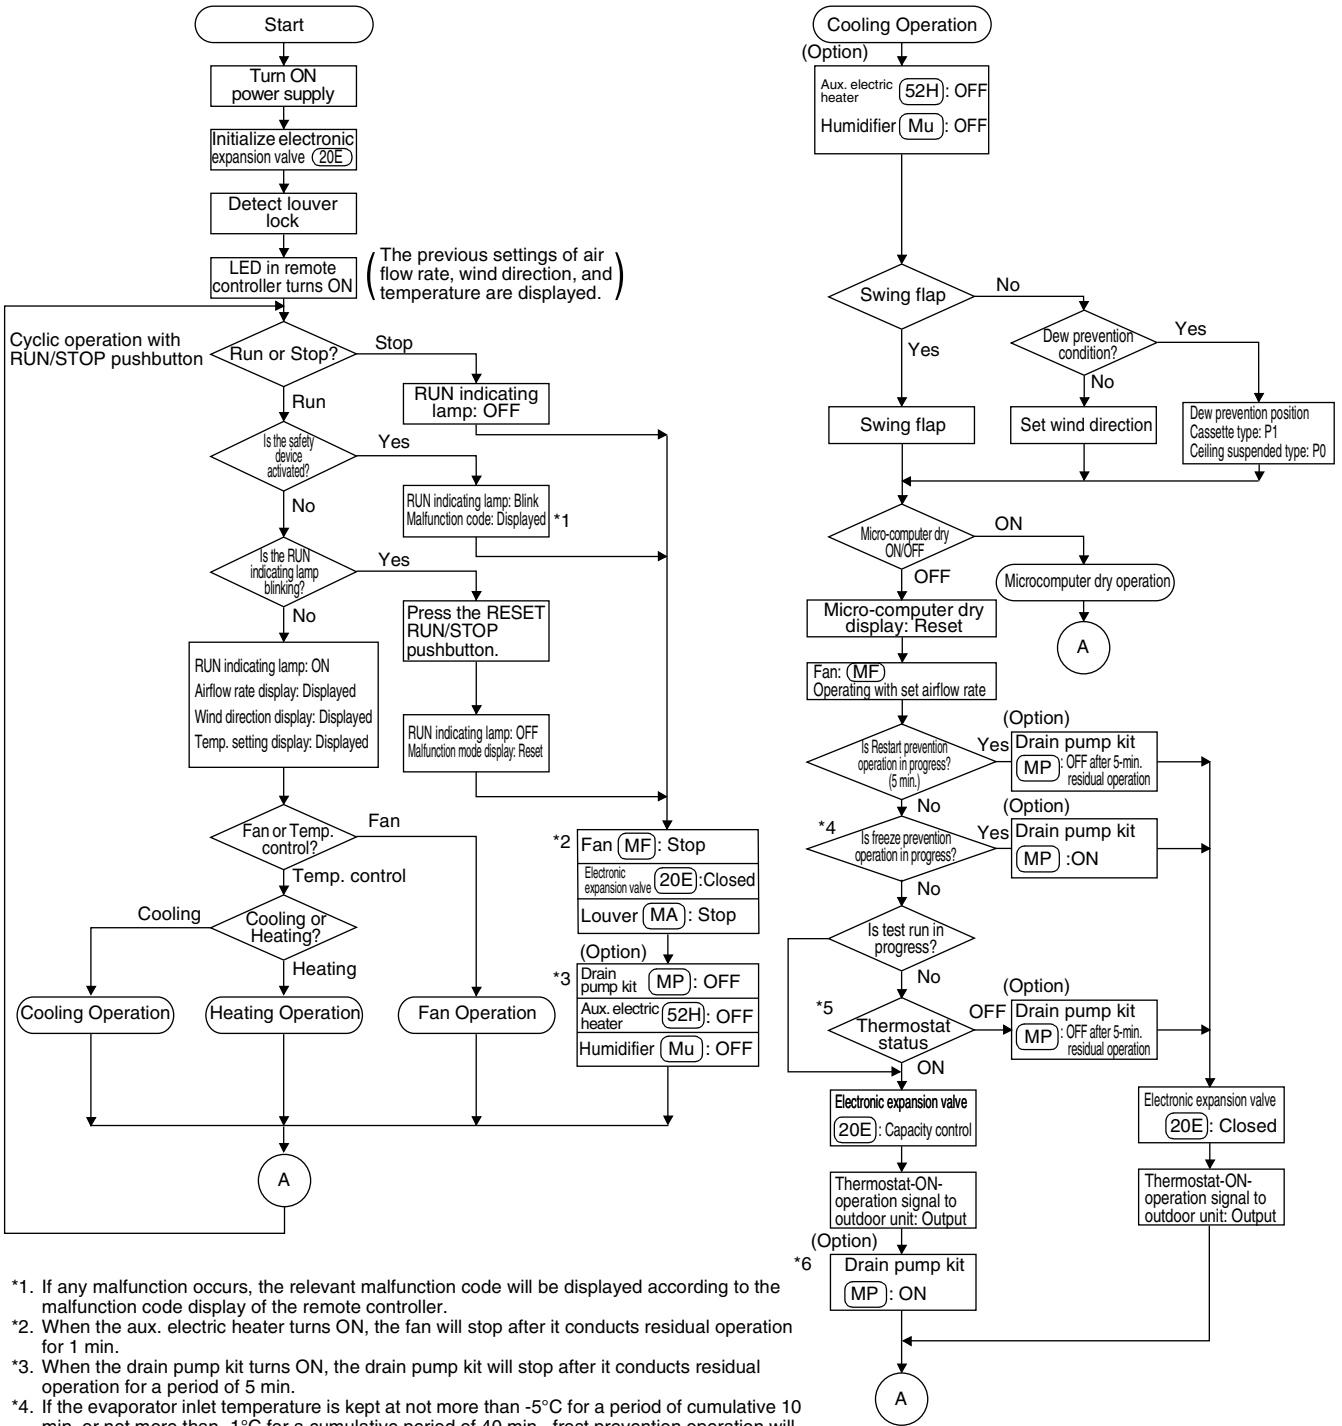 Start
Turn ON
power supply
Initialize electronic
expansion valve 20E
Detect louver
lock
LED in remote
controller turns ON
(The previous settings of air
flow rate, wind direction, and
temperature are displayed.)
Cyclic operation with
RUN/STOP pushbutton
Run or Stop?
Stop
RUN indicating
lamp: OFF
Run
Is the safety
device
activated?
Yes
RUN indicating lamp: Blink
Malfunction code: Displayed
*1
No
Is the RUN
indicating lamp
blinking?
Yes
Press the RESET
RUN/STOP
pushbutton.
No
RUN indicating lamp: ON
Airflow rate display: Displayed
Wind direction display: Displayed
Temp. setting display: Displayed
RUN indicating lamp: OFF
Malfunction mode display: Reset
Fan or Temp.
control?
Fan
Temp. control
Cooling or
Heating?
Cooling
Heating
Cooling Operation
Heating Operation
Fan Operation
*2 Fan MF: Stop
Electronic
expansion valve 20E:Closed
Louver MA: Stop
(Option)
*3 Drain
pump kit MP: OFF
Aux. electric
heater 52H: OFF
Humidifier Mu: OFF
A
Cooling Operation
(Option)
Aux. electric
heater 52H: OFF
Humidifier Mu: OFF
Swing flap
No
Yes
Dew prevention
condition?
Yes
No
Swing flap
Set wind direction
Dew prevention position
Cassette type: P1
Ceiling suspended type: P0
Micro-computer dry
ON/OFF
ON
OFF
Microcomputer dry operation
A
Micro-computer dry
display: Reset
Fan: MF
Operating with set airflow rate
Is Restart prevention
operation in progress?
(5 min.)
Yes
(Option)
Drain pump kit
MP: OFF after 5-min.
residual operation
No
*4
Is freeze prevention
operation in progress?
Yes
(Option)
Drain pump kit
MP :ON
No
Is test run in
progress?
No
*5
Thermostat
status
OFF
(Option)
Drain pump kit
MP: OFF after 5-min.
residual operation
ON
Electronic expansion valve
20E: Capacity control
Electronic expansion valve
20E: Closed
Thermostat-ON-
operation signal to
outdoor unit: Output
Thermostat-ON-
operation signal to
outdoor unit: Output
(Option)
*6
Drain pump kit
MP: ON
A
*1. If any malfunction occurs, the relevant malfunction code will be displayed according to the
malfunction code display of the remote controller.
*2. When the aux. electric heater turns ON, the fan will stop after it conducts residual operation
for 1 min.
*3. When the drain pump kit turns ON, the drain pump kit will stop after it conducts residual
operation for a period of 5 min.
*4. If the evaporator inlet temperature is kept at not more than -5°C for a period of cumulative 10
min. or not more than -1°C for a cumulative period of 40 min., frost prevention operation will